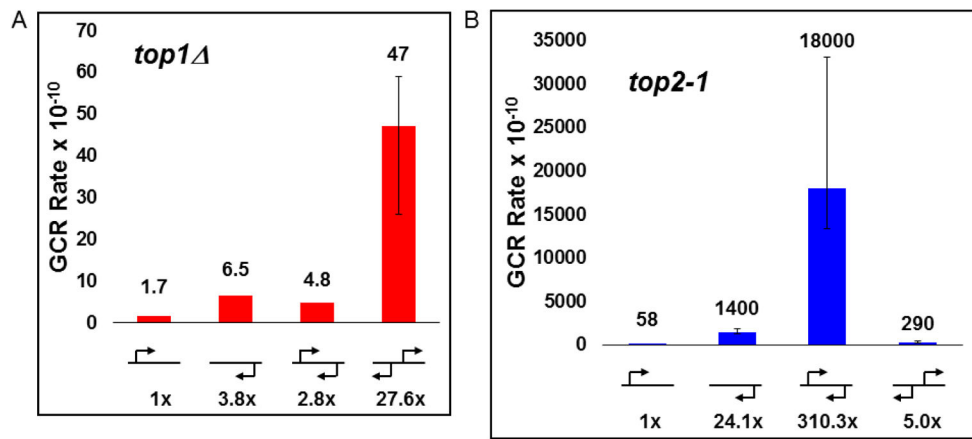 A
GCR Rate x 10-10
70
60
50
40
30
20
10
0
top1Δ
1.7
6.5
4.8
47
1x
3.8x
2.8x
27.6x
B
GCR Rate x 10-10
35000
30000
25000
20000
15000
10000
5000
0
top2-1
58
1400
18000
290
1x
24.1x
310.3x
5.0x